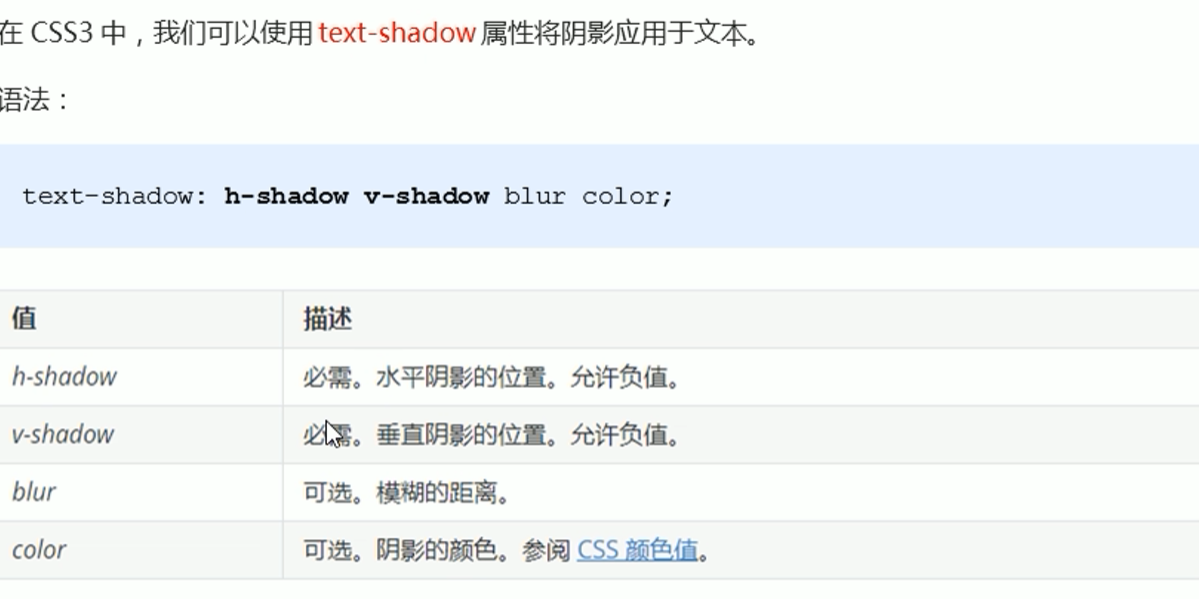 在 CSS3 中，我们可以使用 text-shadow 属性将阴影应用于文本。
语法：
text-shadow: h-shadow v-shadow blur color;
值 描述
h-shadow 必需。水平阴影的位置。允许负值。
v-shadow 必需。垂直阴影的位置。允许负值。
blur 可选。模糊的距离。
color 可选。阴影的颜色。参阅 CSS 颜色值。